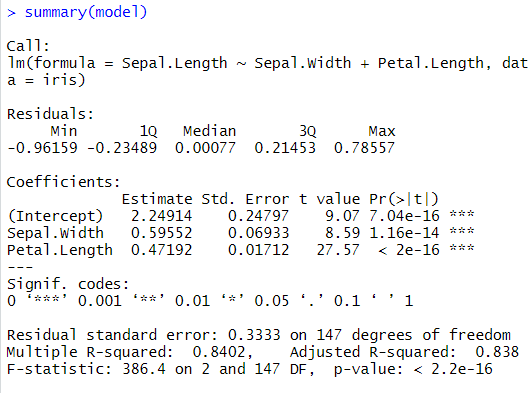 > summary(model)
Call:
lm(formula = Sepal.Length ~ Sepal.Width + Petal.Length, dat
a = iris)
Residuals:
     Min       1Q   Median       3Q      Max
-0.96159 -0.23489  0.00077  0.21453  0.78557
Coefficients:
             Estimate Std. Error t value Pr(>|t|)
(Intercept)   2.24914    0.24797    9.07 7.04e-16 ***
Sepal.Width   0.59552    0.06933    8.59 1.16e-14 ***
Petal.Length  0.47192    0.01712   27.57  < 2e-16 ***
---
Signif. codes:
0 ‘***’ 0.001 ‘**’ 0.01 ‘*’ 0.05 ‘.’ 0.1 ‘ ’ 1
Residual standard error: 0.3333 on 147 degrees of freedom
Multiple R-squared:  0.8402,    Adjusted R-squared:  0.838
F-statistic: 386.4 on 2 and 147 DF,  p-value: < 2.2e-16